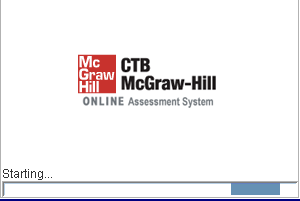 Mc
Graw
Hill
CTB
McGraw-Hill
ONLINE Assessment System
Starting...